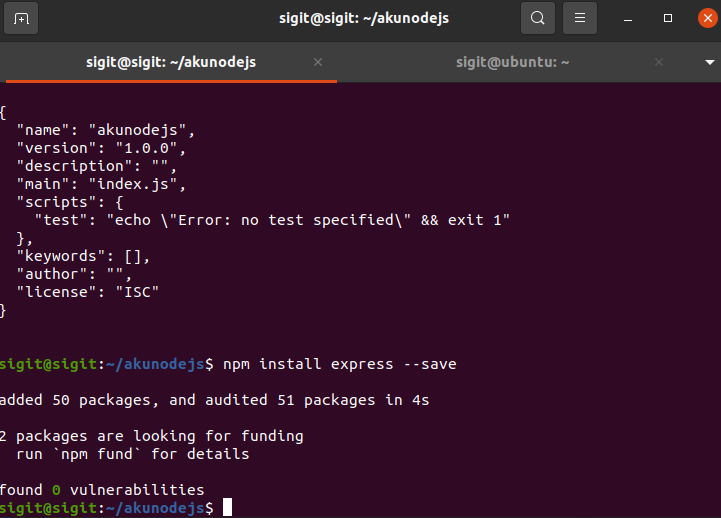 sigit@sigit: ~/akunodejs
sigit@sigit: ~/akunodejs
sigit@ubuntu: ~
{
  "name": "akunodejs",
  "version": "1.0.0",
  "description": "",
  "main": "index.js",
  "scripts": {
    "test": "echo \"Error: no test specified\" && exit 1"
  },
  "keywords": [],
  "author": "",
  "license": "ISC"
}
sigit@sigit:~/akunodejs$ npm install express --save
added 50 packages, and audited 51 packages in 4s
2 packages are looking for funding
  run `npm fund` for details
found 0 vulnerabilities
sigit@sigit:~/akunodejs$